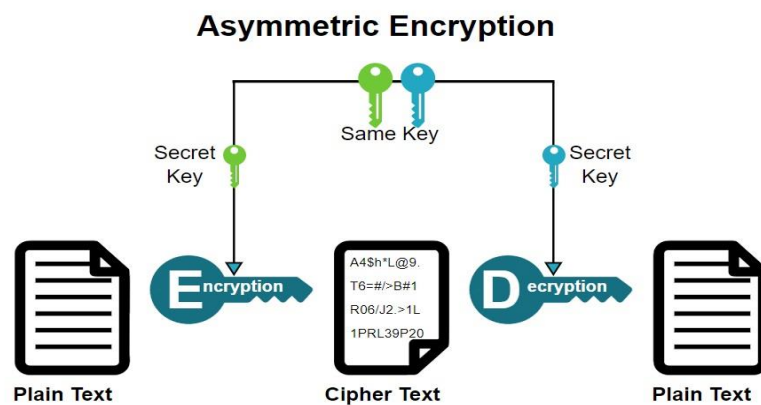 Asymmetric Encryption
Same Key
Secret
Key
Secret
Key
Encryption
A4$h*L@9.
T6=#/>B#1
R06/J2.>1L
1PRL39P20
Decryption
Plain Text
Cipher Text
Plain Text